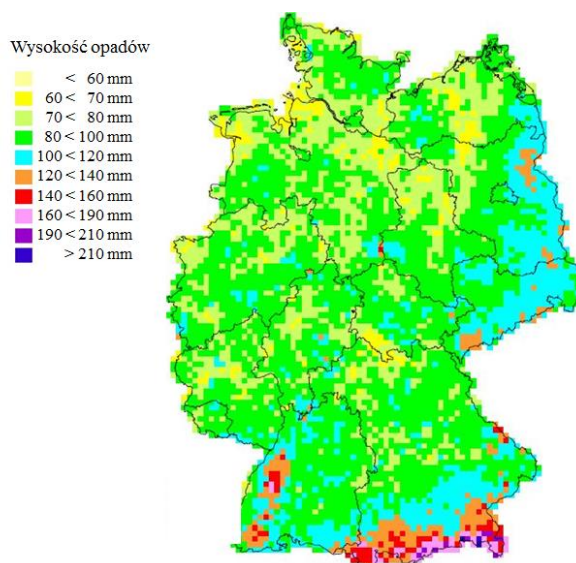 Wysokość opadów
< 60 mm
60 < 70 mm
70 < 80 mm
80 < 100 mm
100 < 120 mm
120 < 140 mm
140 < 160 mm
160 < 190 mm
190 < 210 mm
> 210 mm